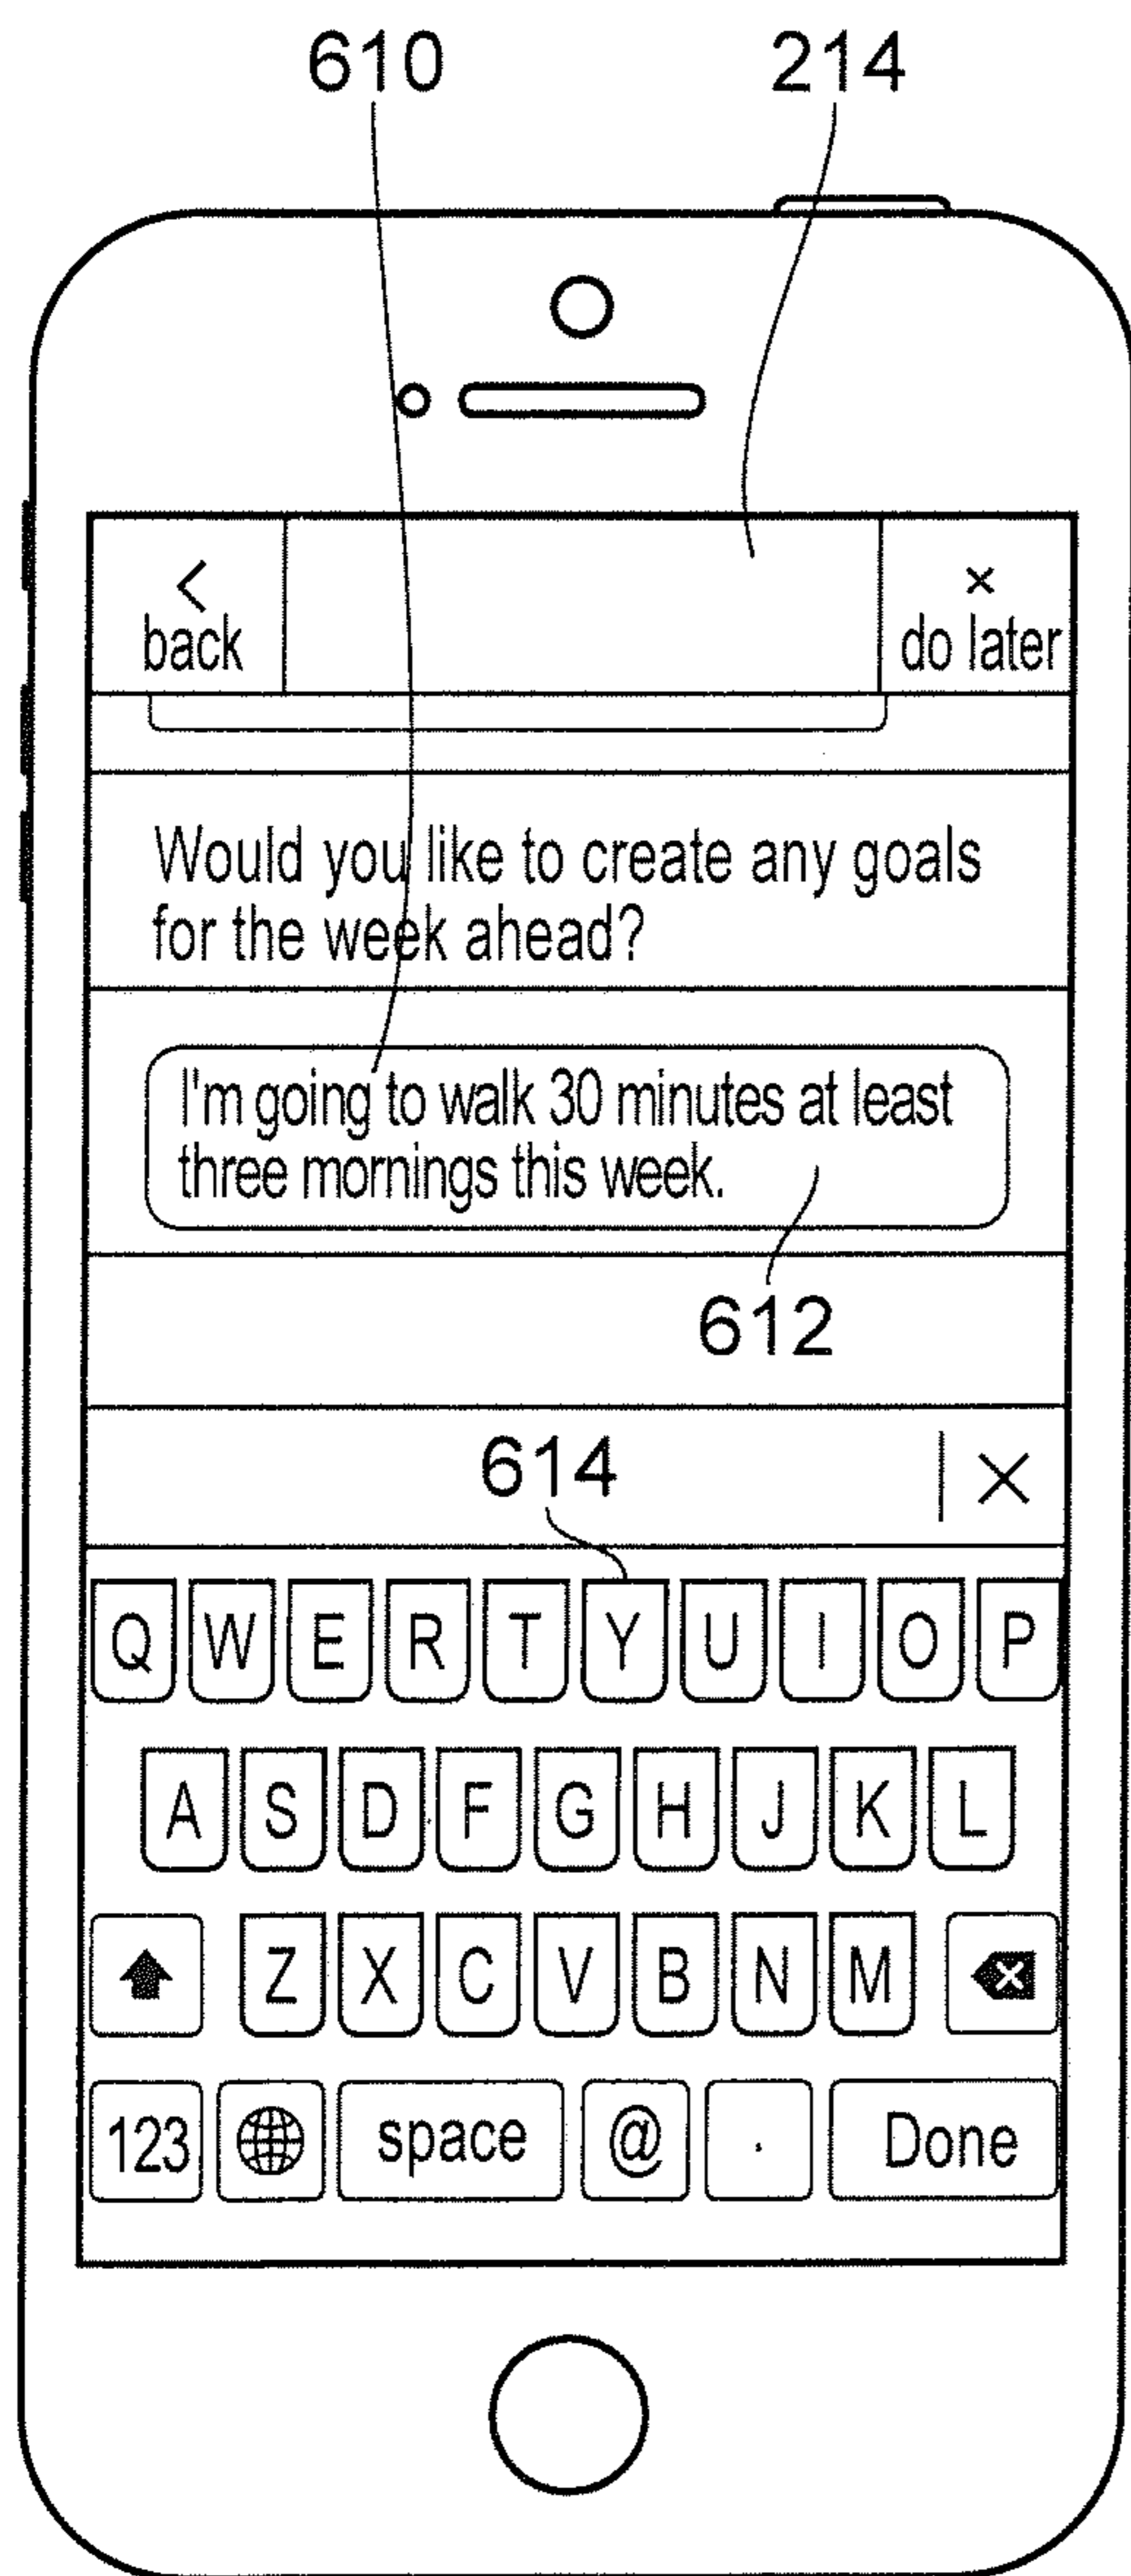 610 214
< ×
back do later
Would you like to create any goals
for the week ahead?
I'm going to walk 30 minutes at least
three mornings this week.
612
614 | ×
Q W E R T Y U I O P
A S D F G H J K L
Z X C V B N M
123 space @ . Done